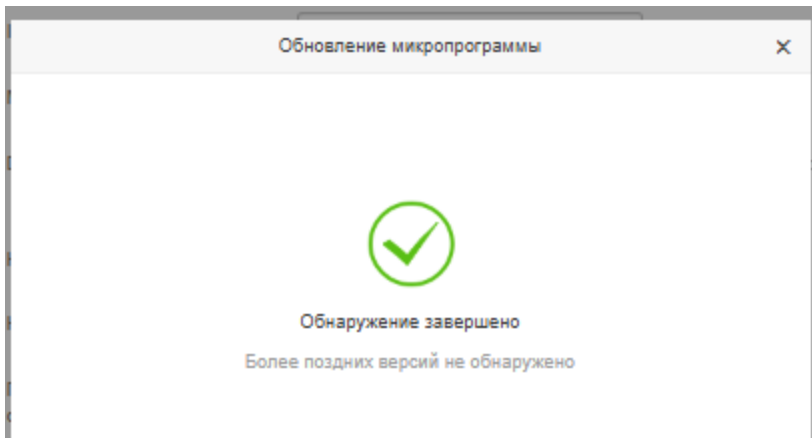 Обновление микропрограммы
Обнаружение завершено
Более поздних версий не обнаружено